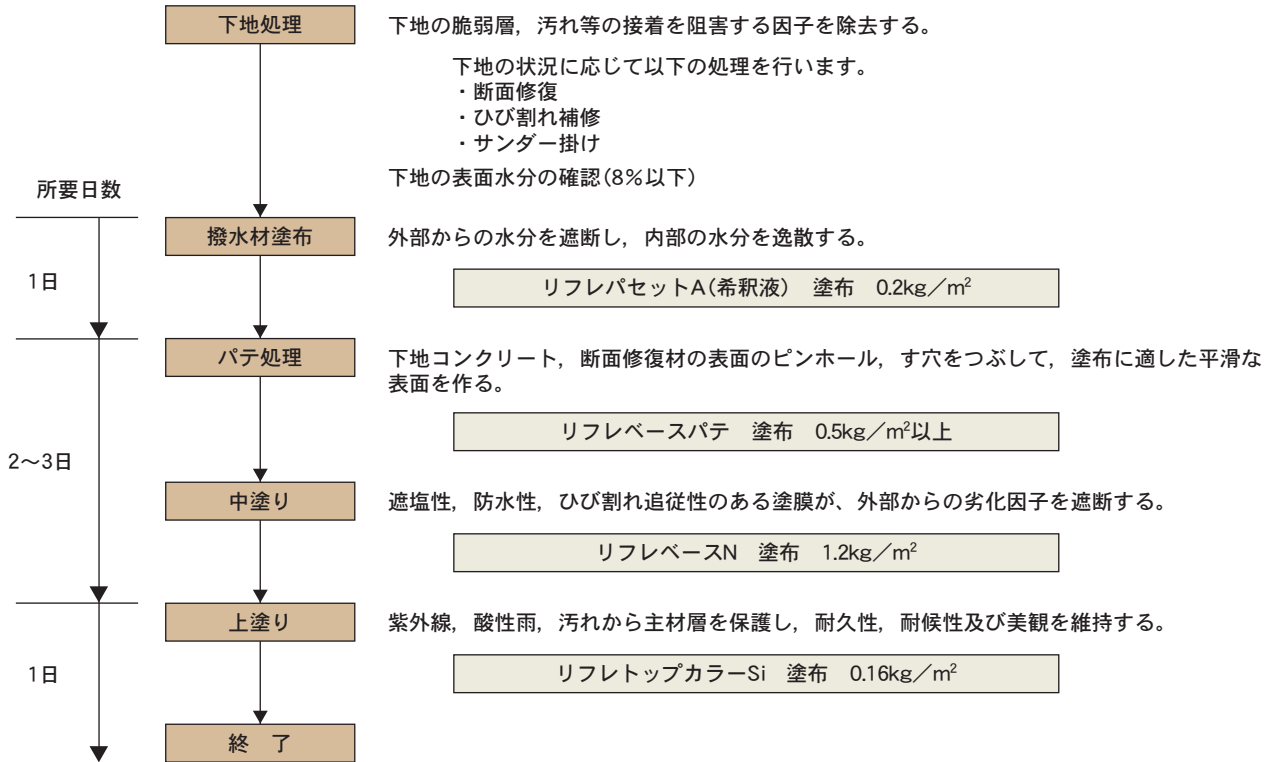 下地処理
下地の脆弱層，汚れ等の接着を阻害する因子を除去する。
下地の状況に応じて以下の処理を行います。
・断面修復
・ひび割れ補修
・サンダー掛け
下地の表面水分の確認（8％以下）
所要日数
撥水材塗布
外部からの水分を遮断し，内部の水分を逸散する。
1日
リフレパセットA（希釈液）　塗布　0.2kg／m²
パテ処理
下地コンクリート，断面修復材の表面のピンホール，す穴をつぶして，塗布に適した平滑な
表面を作る。
リフレベースパテ　塗布　0.5kg／m²以上
2〜3日
中塗り
遮塩性，防水性，ひび割れ追従性のある塗膜が、外部からの劣化因子を遮断する。
リフレベースN　塗布　1.2kg／m²
上塗り
紫外線，酸性雨，汚れから主材層を保護し，耐久性，耐候性及び美観を維持する。
1日
リフレトップカラーSi　塗布　0.16kg／m²
終　了